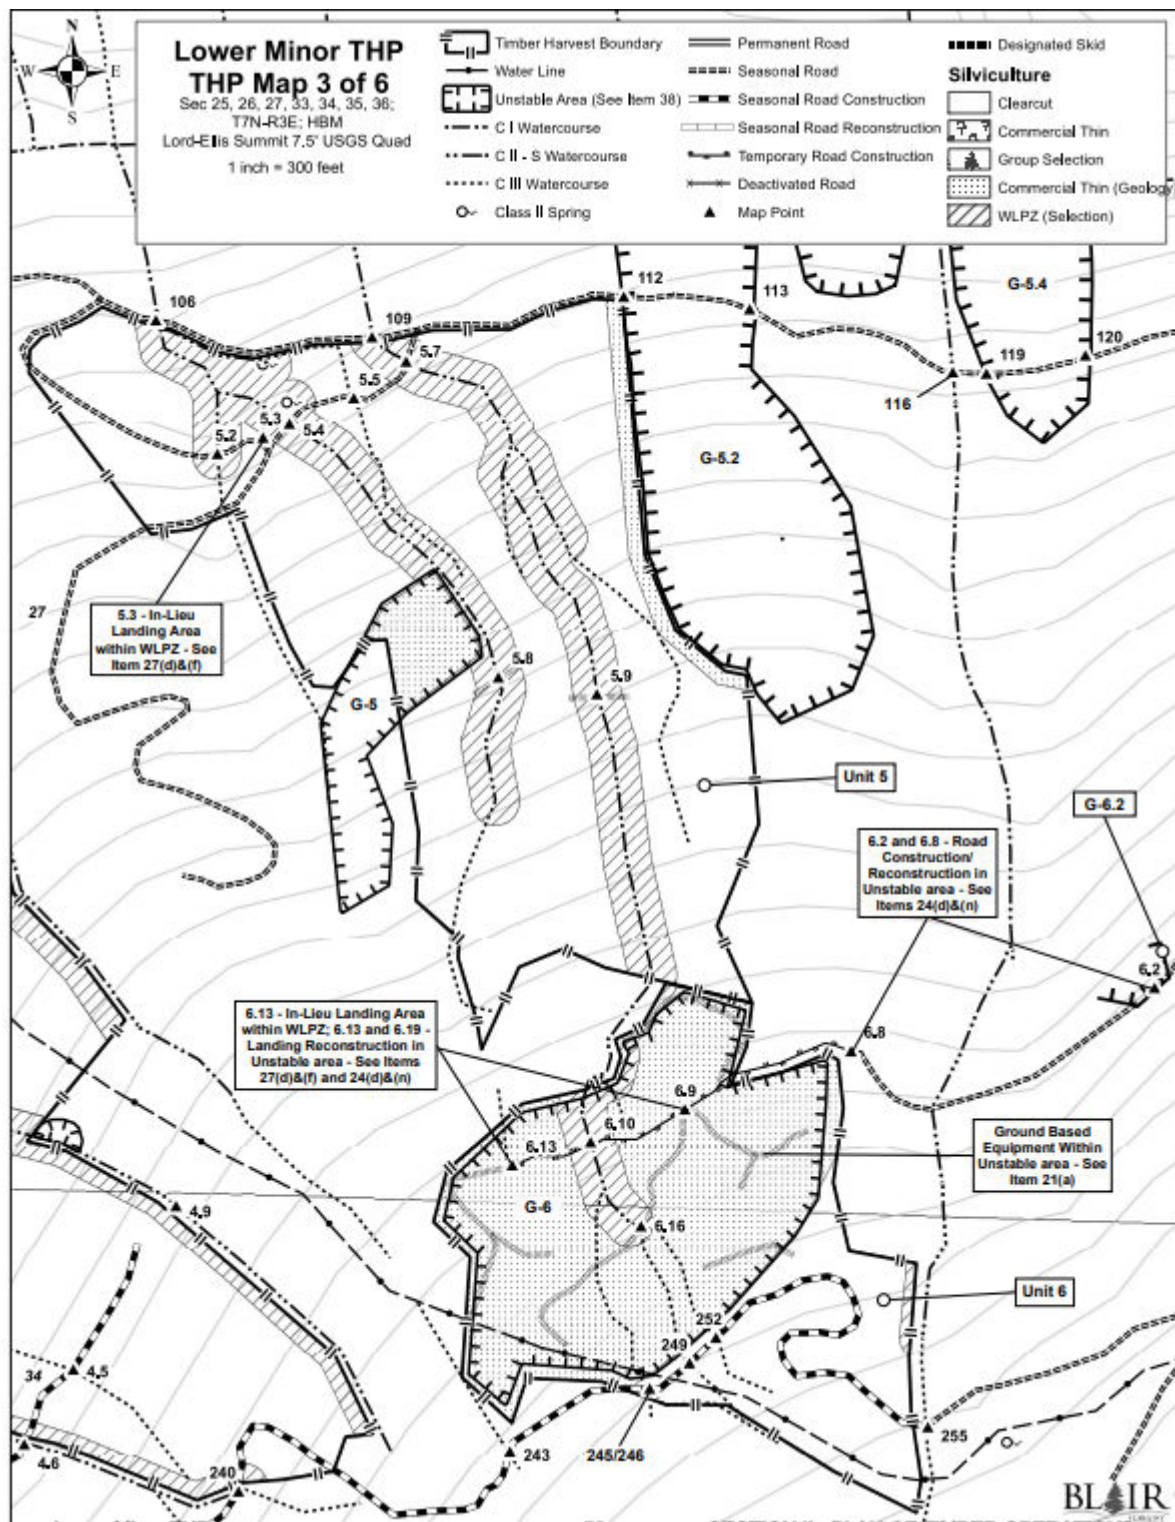 N
W
E
S
Lower Minor THP
THP Map 3 of 6
Sec 25, 26, 27, 33, 34, 35, 36;
T7N-R3E; HBM
Lord-Ellis Summit 7.5" USGS Quad
1 inch = 300 feet
Timber Harvest Boundary
Water Line
Unstable Area (See Item 38)
C I Watercourse
C II - S Watercourse
C III Watercourse
Class II Spring
Permanent Road
Seasonal Road
Seasonal Road Construction
Seasonal Road Reconstruction
Temporary Road Construction
Deactivated Road
Map Point
Designated Skid
Silviculture
Clearcut
Commercial Thin
Group Selection
Commercial Thin (Geology
WLPZ (Selection)
106
109
112
113
G-5.4
120
119
116
5.7
5.5
5.3
5.4
5.2
G-5.2
27
5.3 - In-Lieu
Landing Area
within WLPZ - See
Item 27(d)&(f)
5.8
5.9
G-5
Unit 5
G-6.2
6.2 and 6.8 - Road
Construction/
Reconstruction in
Unstable area - See
Items 24(d)&(n)
6.2
6.13 - In-Lieu Landing Area
within WLPZ; 6.13 and 6.19 -
Landing Reconstruction in
Unstable area - See Items
27(d)&(f) and 24(d)&(n)
6.8
6.9
6.10
6.13
Ground Based
Equipment Within
Unstable area - See
Item 21(a)
G-6
4.9
6.16
Unit 6
252
249
4.5
34
255
243
245/246
4.6
240
BLAIR